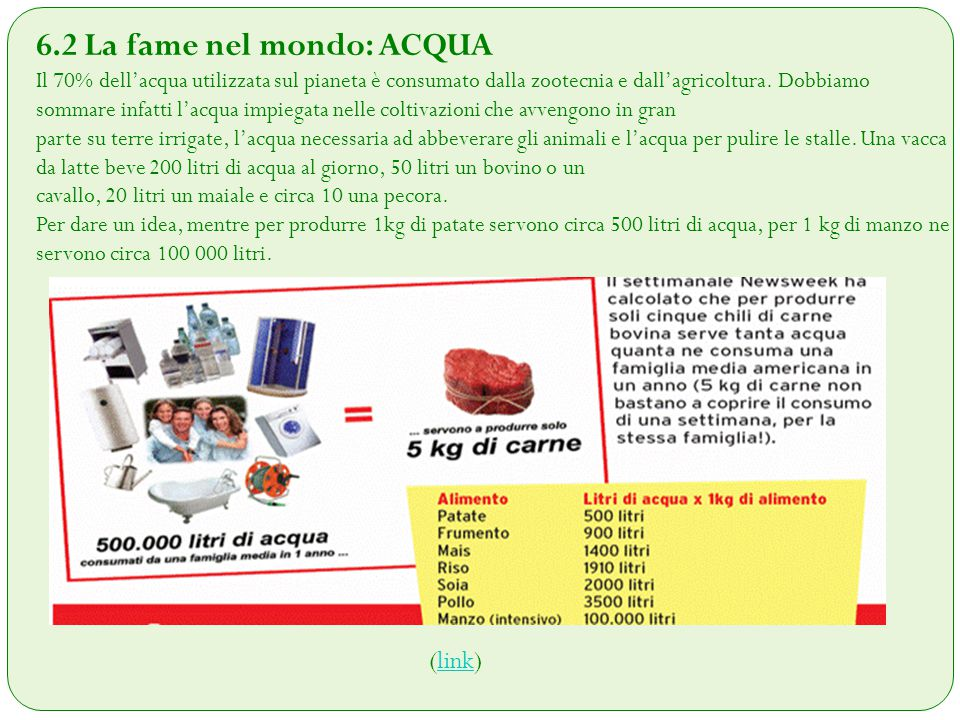 6.2 La fame nel mondo: ACQUA
Il 70% dell’acqua utilizzata sul pianeta è consumato dalla zootecnia e dall’agricoltura. Dobbiamo
sommare infatti l’acqua impiegata nelle coltivazioni che avvengono in gran
parte su terre irrigate, l’acqua necessaria ad abbeverare gli animali e l’acqua per pulire le stalle. Una vacca
da latte beve 200 litri di acqua al giorno, 50 litri un bovino o un
cavallo, 20 litri un maiale e circa 10 una pecora.
Per dare un idea, mentre per produrre 1kg di patate servono circa 500 litri di acqua, per 1 kg di manzo ne
servono circa 100 000 litri.
Il settimanale Newsweek ha
calcolato che per produrre
soli cinque chili di carne
bovina serve tanta acqua
quanta ne consuma una
famiglia media americana in
un anno (5 kg di carne non
bastano a coprire il consumo
di una settimana, per la
stessa famiglia!).
=
... servono a produrre solo
5 kg di carne
500.000 litri di acqua
consumati da una famiglia media in 1 anno ...
Alimento Litri di acqua x 1kg di alimento
Patate 500 litri
Frumento 900 litri
Mais 1400 litri
Riso 1910 litri
Soia 2000 litri
Pollo 3500 litri
Manzo (intensivo) 100.000 litri
(link)